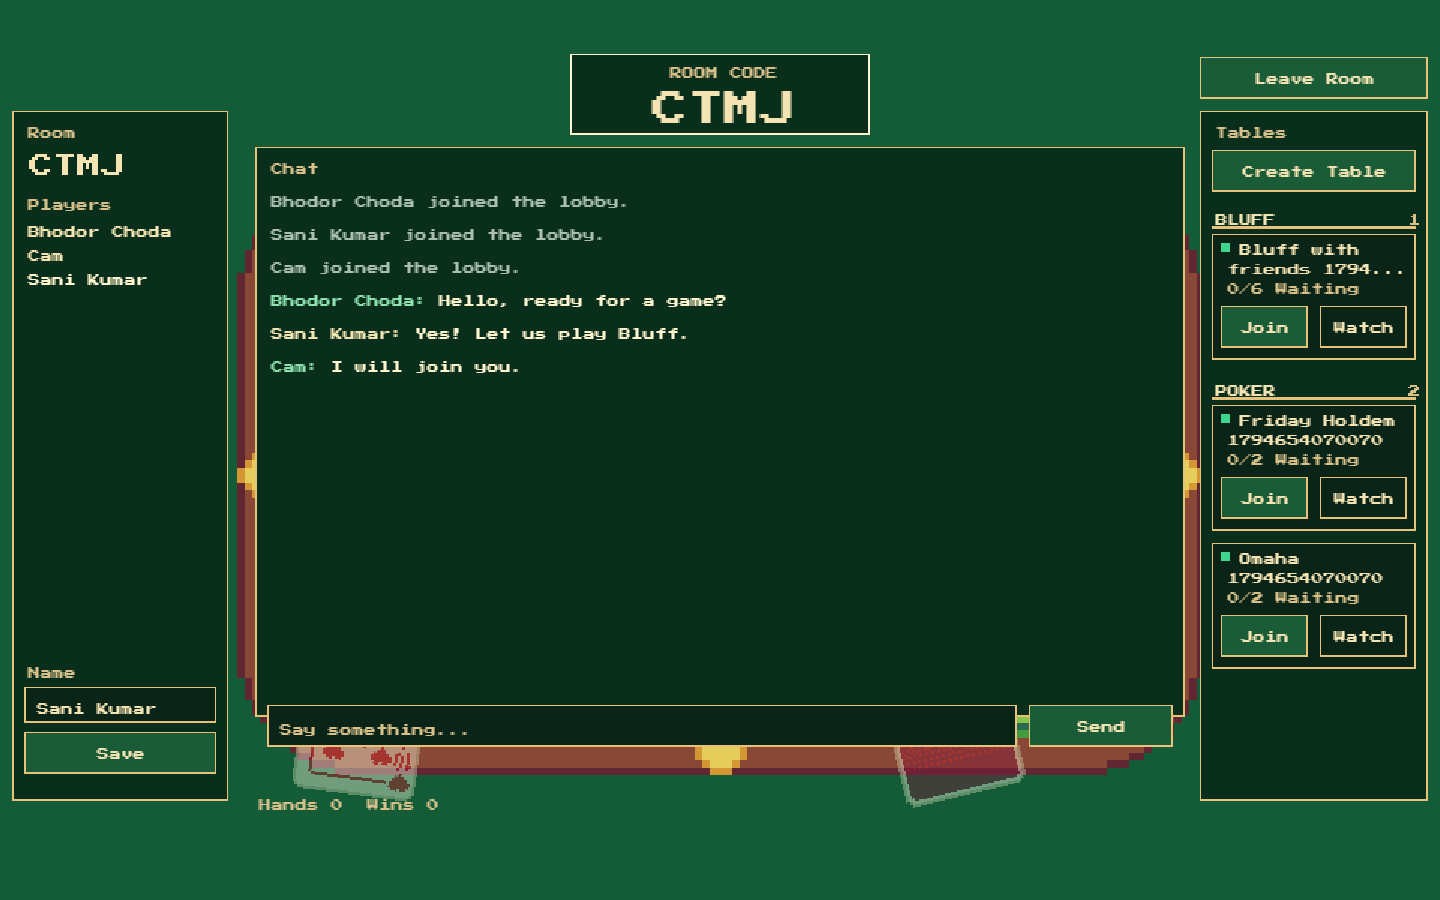 ROOM CODE
CTMJ
Leave Room
Room
CTMJ
Players
Bhodor Choda
Cam
Sani Kumar
Name
Sani Kumar
Save
Chat
Bhodor Choda joined the lobby.
Sani Kumar joined the lobby.
Cam joined the lobby.
Bhodor Choda: Hello, ready for a game?
Sani Kumar: Yes! Let us play Bluff.
Cam: I will join you.
Say something...
Send
Hands 0 Wins 0
Tables
Create Table
BLUFF 1
Bluff with
friends 1794...
0/6 Waiting
Join Watch
POKER 2
Friday Holdem
1794654070070
0/2 Waiting
Join Watch
Omaha
1794654070070
0/2 Waiting
Join Watch